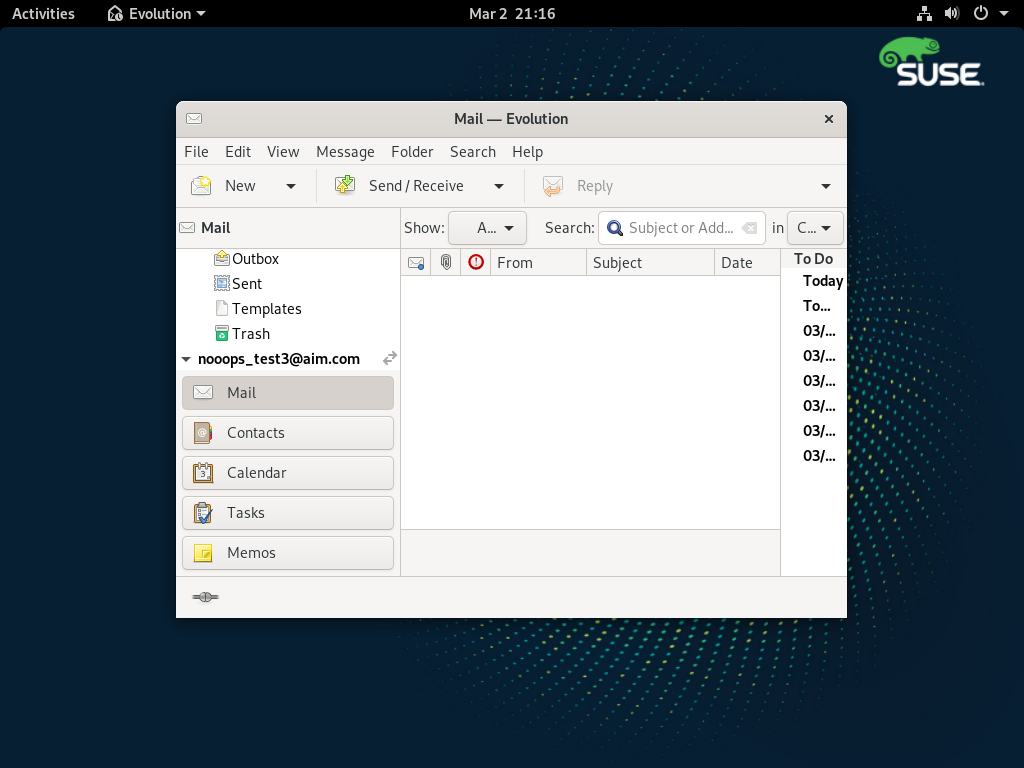 Activities Evolution Mar 2 21:16
SUSE
Mail — Evolution
File Edit View Message Folder Search Help
New Send / Receive Reply
Mail Show: A... Search: Subject or Add... in C...
From Subject Date To Do
Outbox
Sent
Templates
Trash
nooops_test3@aim.com
Mail
Contacts
3 Calendar
Tasks
Memos
Today
To...
03/...
03/...
03/...
03/...
03/...
03/...